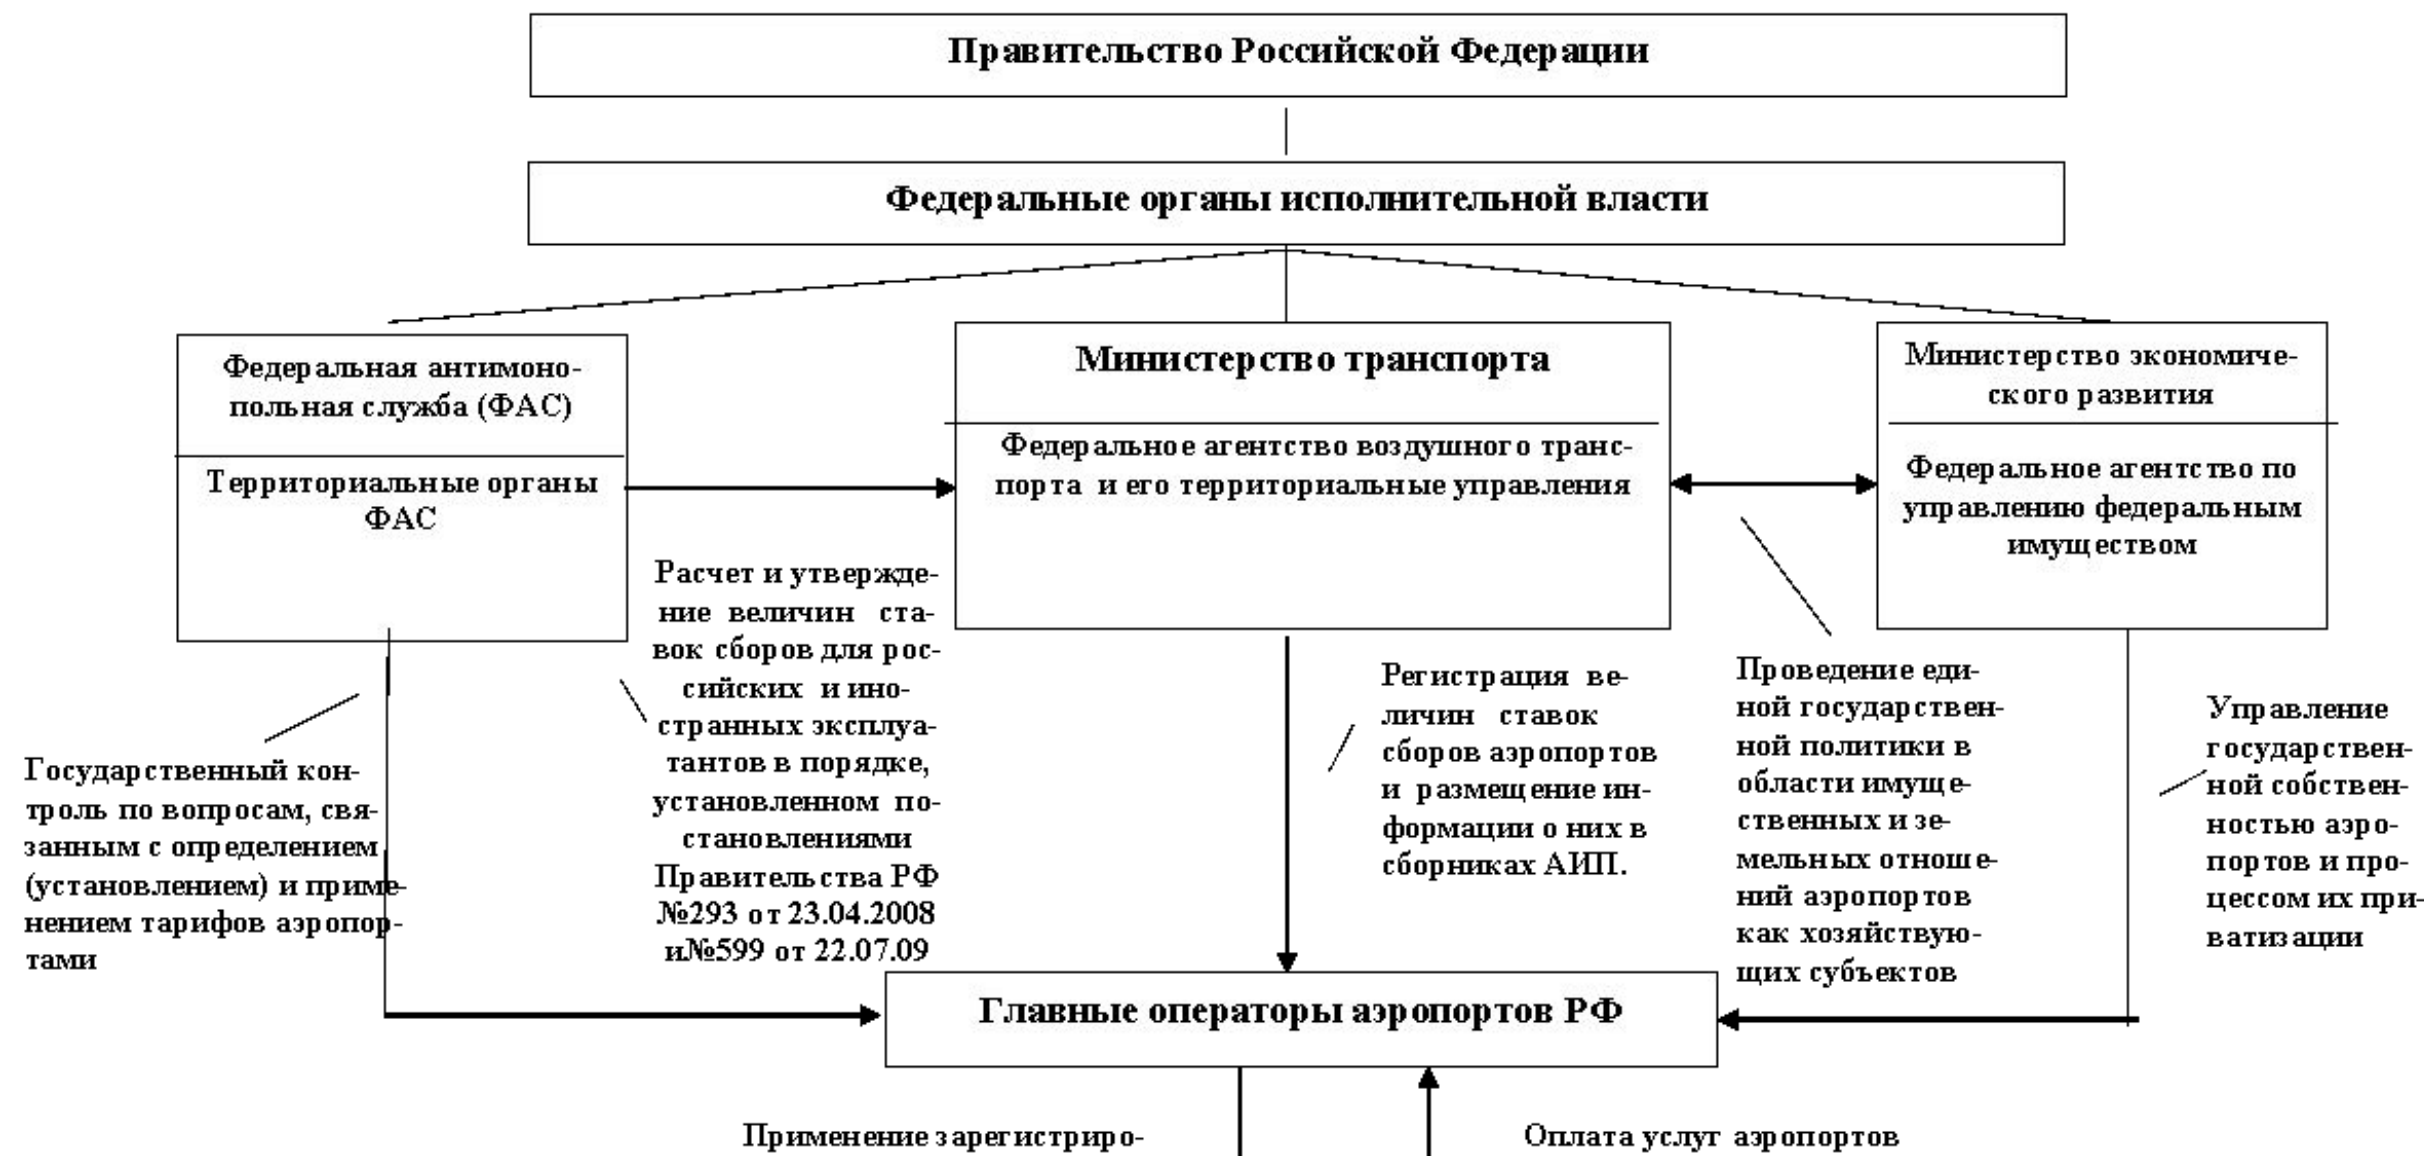 Правительство Российской Федерации
Федеральные органы исполнительной власти
Федеральная антимоно-
польная служба (ФАС)
Территориальные органы
ФАС
Министерство транспорта
Федеральное агентство воздушного транс-
порта и его территориальные управления
Министерство экономиче-
ского развития
Федеральное агентство по
управлению федеральным
имуществом
Государственный кон-
троль по вопросам, свя-
занным с определением
(установлением) и приме-
нением тарифов аэропор-
тами
Расчет и утвержде-
ние величин ста-
вок сборов для рос-
сийских и ино-
странных эксплуа-
тантов в порядке,
установленном по-
становлениями
Правительства РФ
№293 от 23.04.2008
и№599 от 22.07.09
Регистрация ве-
личин ставок
сборов аэропортов
и размещение ин-
формации о них в
сборниках АИП.
Проведение еди-
ной государствен-
ной политики в
области имуще-
ственных и зе-
мельных отноше-
ний аэропортов
как хозяйствую-
щих субъектов
Управление
государствен-
ной собствен-
ностью аэро-
портов и про-
цессом их при-
ватизации
Главные операторы аэропортов РФ
Применение зарегистриро-
Оплата услуг аэропортов